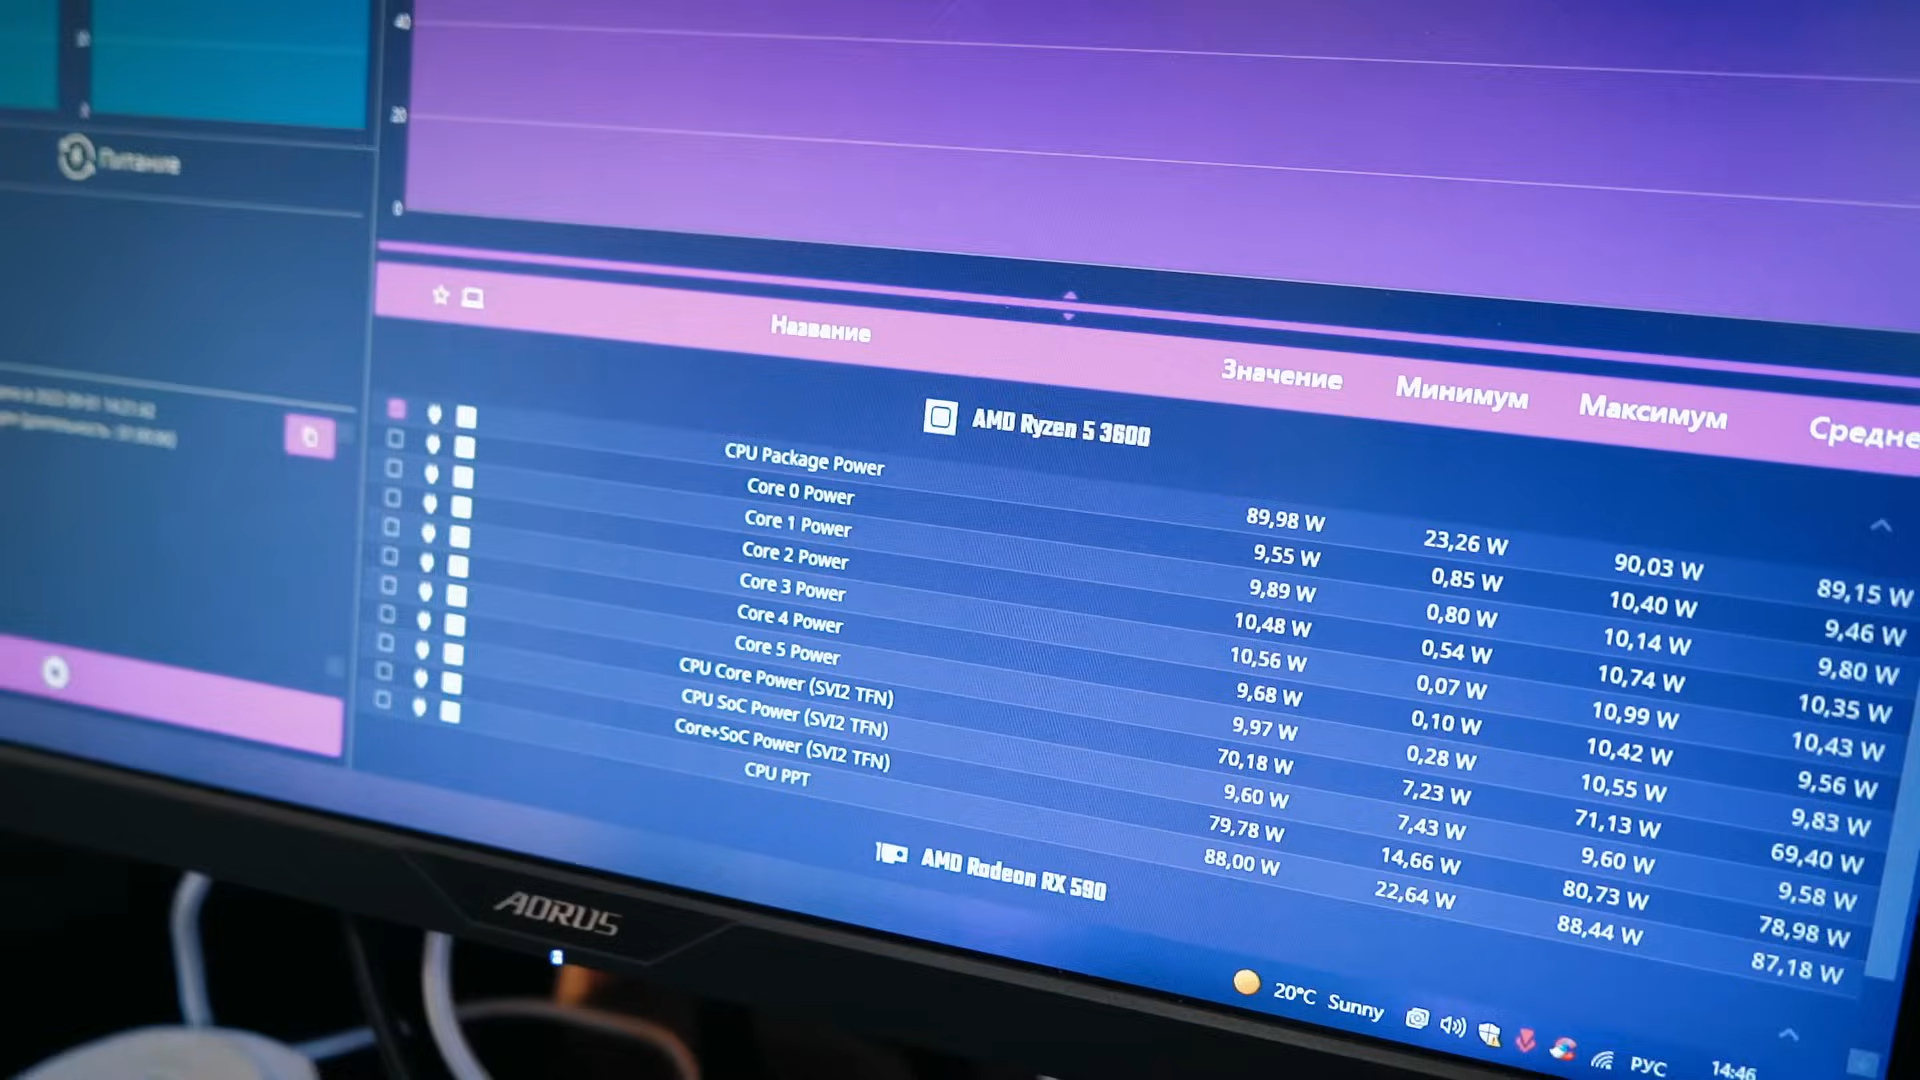 40
20
0
Питание
Название Значение Минимум Максимум Средне
AMD Ryzen 5 3600
CPU Package Power 89,98 W 23,26 W 90,03 W 89,15 W
Core 0 Power 9,55 W 0,85 W 10,40 W 9,46 W
Core 1 Power 9,89 W 0,80 W 10,14 W 9,80 W
Core 2 Power 10,48 W 0,54 W 10,74 W 10,35 W
Core 3 Power 10,56 W 0,07 W 10,99 W 10,43 W
Core 4 Power 9,68 W 0,10 W 10,42 W 9,56 W
Core 5 Power 9,97 W 0,28 W 10,55 W 9,83 W
CPU Core Power (SVI2 TFN) 70,18 W 7,23 W 71,13 W 69,40 W
CPU SoC Power (SVI2 TFN) 9,60 W 7,43 W 9,60 W 9,58 W
Core+SoC Power (SVI2 TFN) 79,78 W 14,66 W 80,73 W 78,98 W
CPU PPT 88,00 W 22,64 W 88,44 W 87,18 W
AMD Radeon RX 590
AORUS
20°C Sunny РУС 14:46